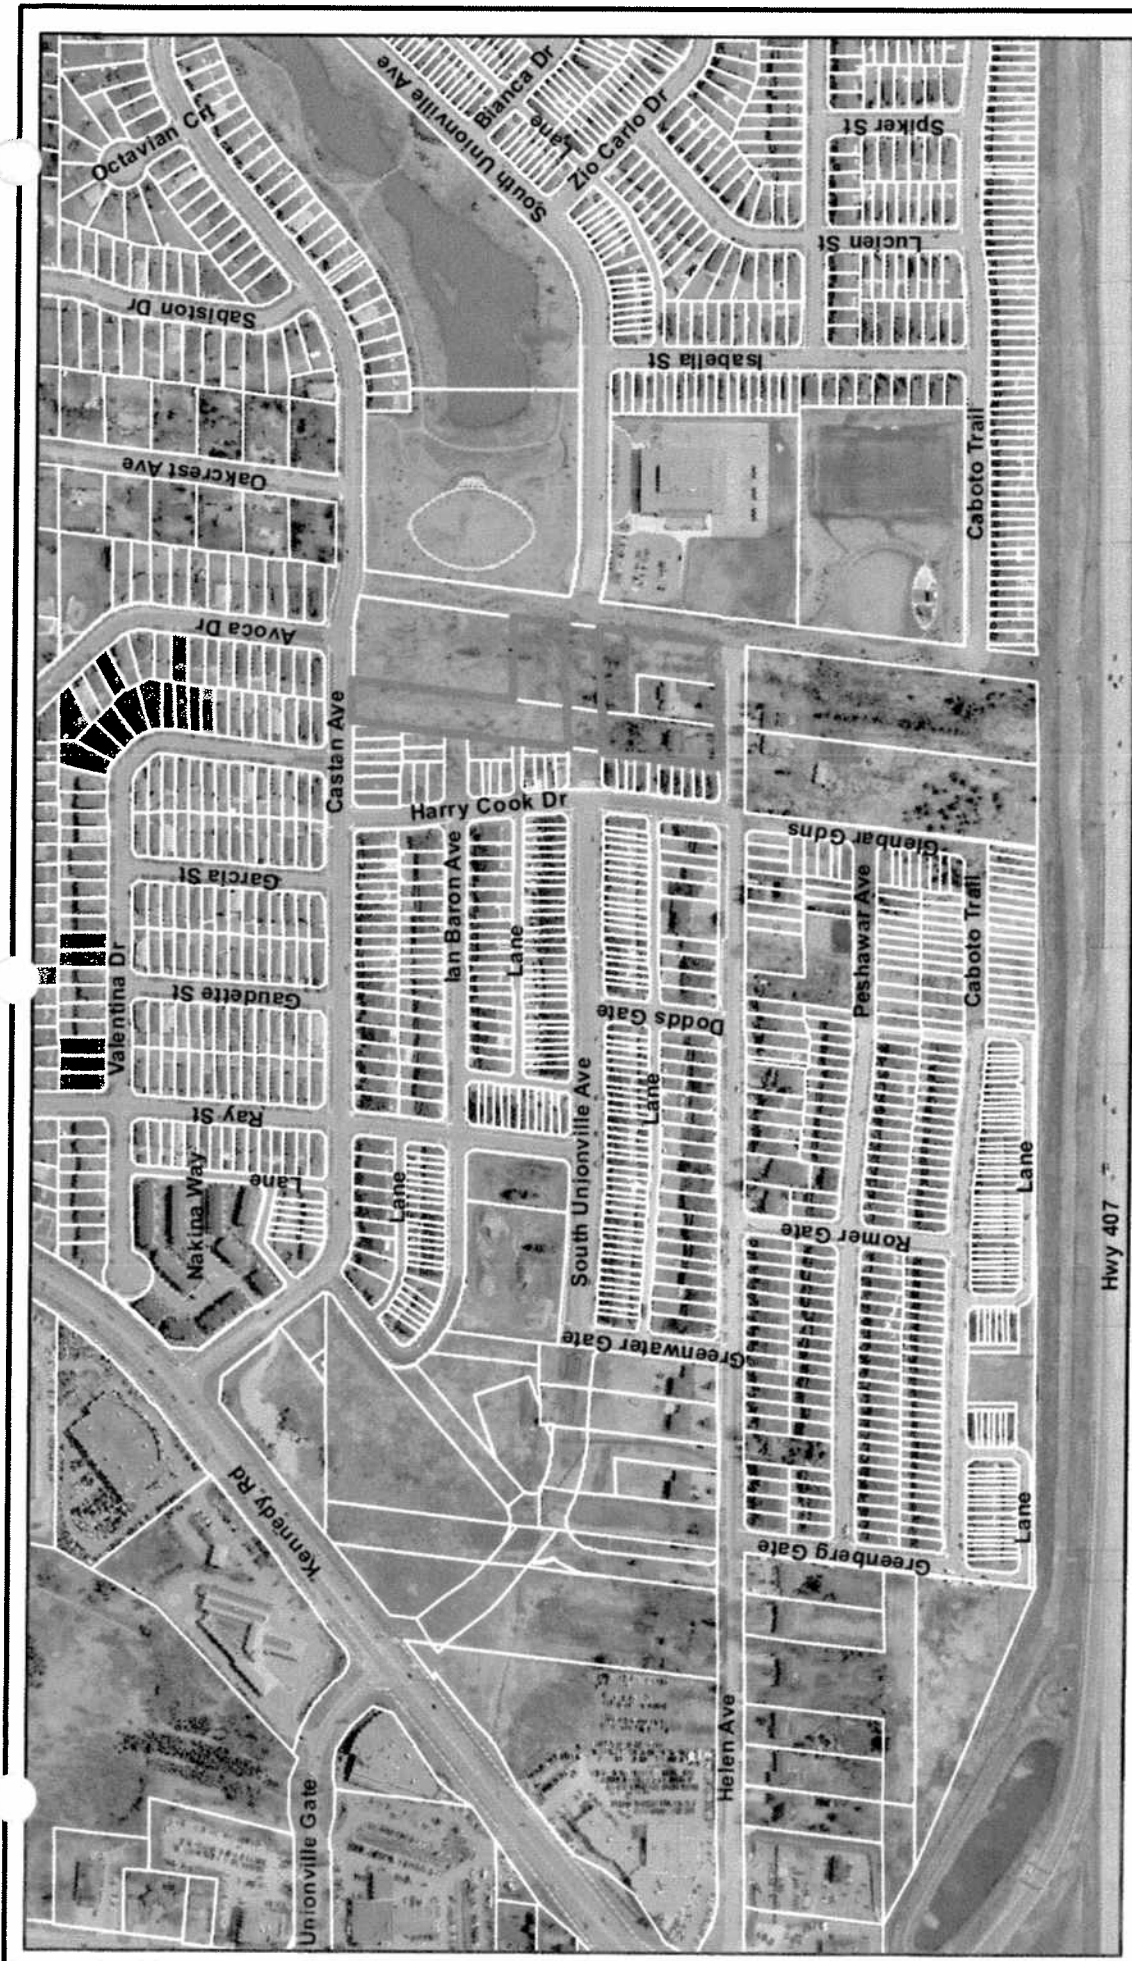 Octavian Crt
South Unionville Ave
Bianca Dr
Lane
Zio Carlo Dr
Spiker St
Lucien St
Sabiston Dr
Isabella St
Oakcrest Ave
Caboto Trail
Avoca Dr
Castan Ave
Harry Cook Dr
Glenbar Gdns
Garcia St
Ian Baron Ave
Lane
Peshawar Ave
Caboto Trail
Valentina Dr
Gaudette St
Dodds Gate
Ray St
South Unionville Ave
Lane
Nakina Way
Lane
Lane
Lane
Romer Gate
Hwy 407
Greenwater Gate
Kennedy Rd
Greenberg Gate
Lane
Helen Ave
Unionville Gate